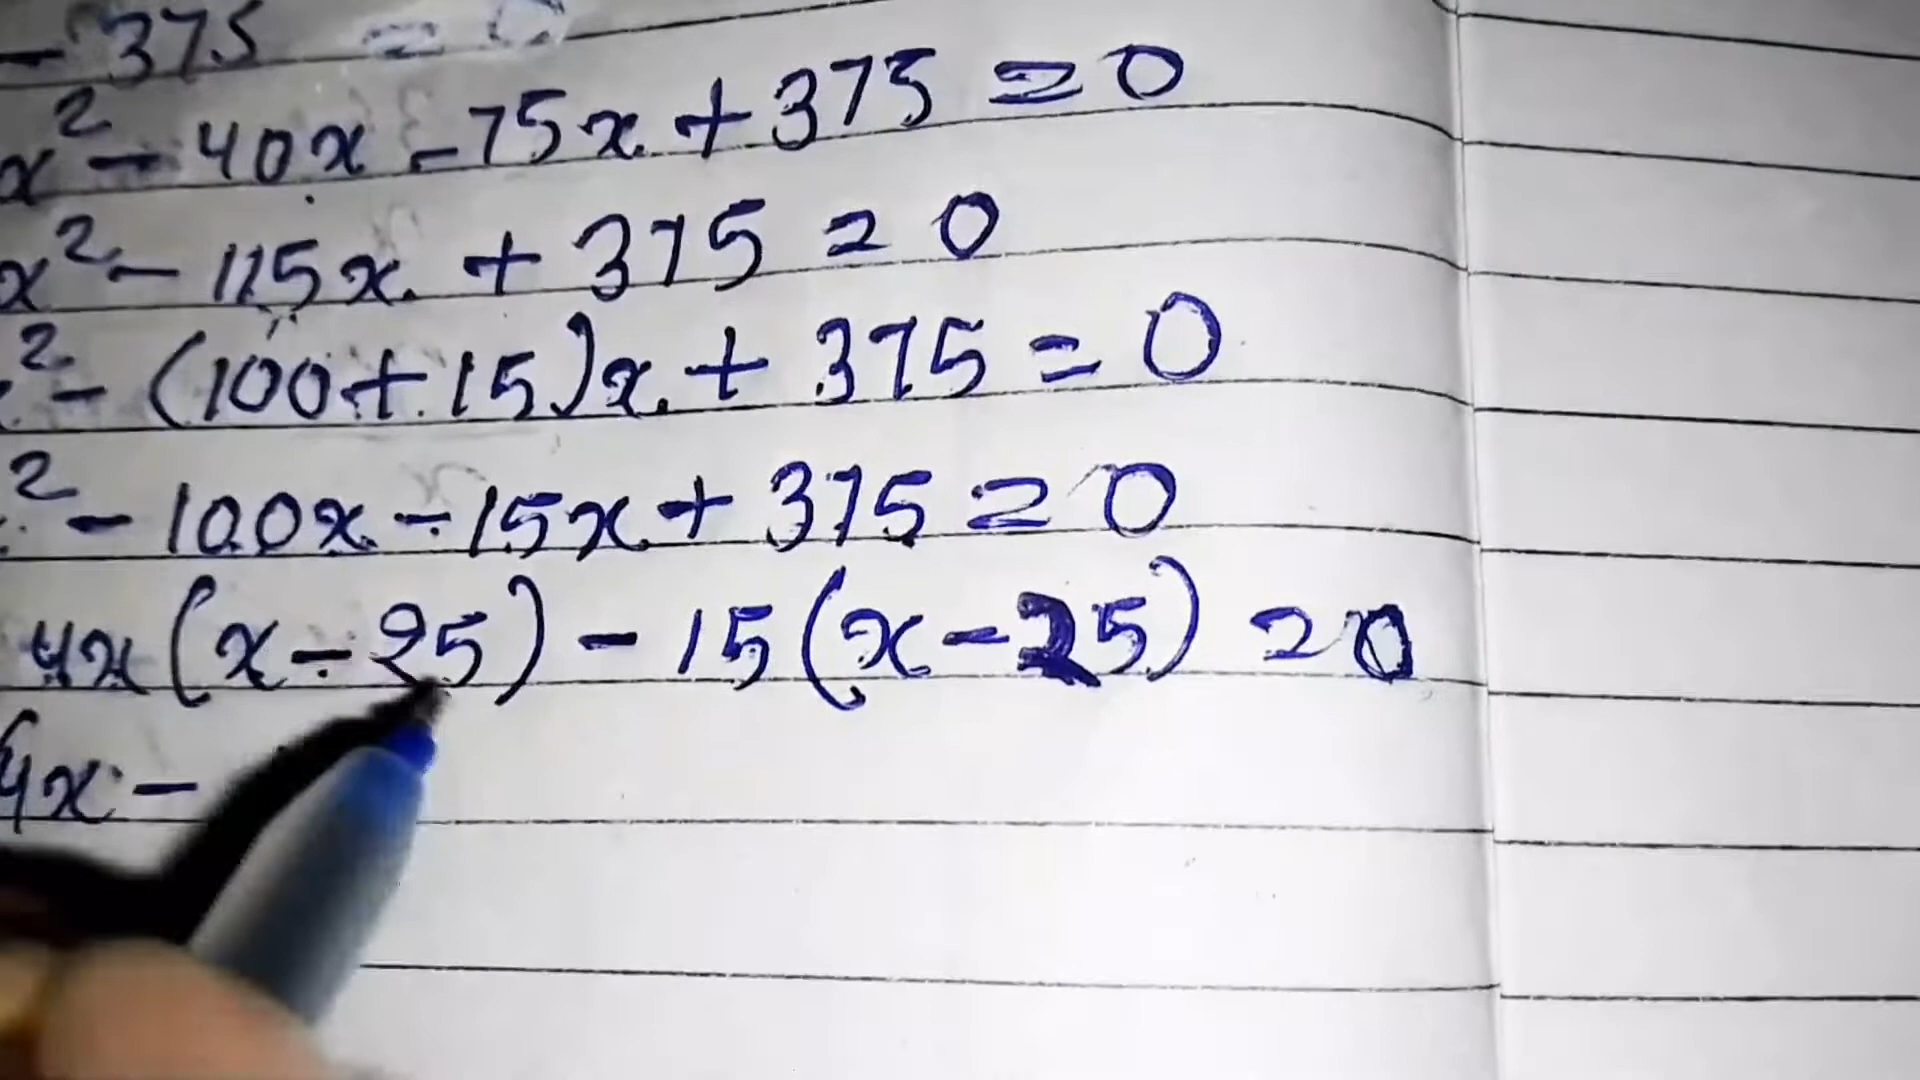 - 375 = 0
x² - 40x - 75x + 375 = 0
x² - 115x + 375 = 0
² - (100 + 15)x + 375 = 0
² - 100x - 15x + 375 = 0
4x(x - 25) - 15(x - 25) = 0
(4x -